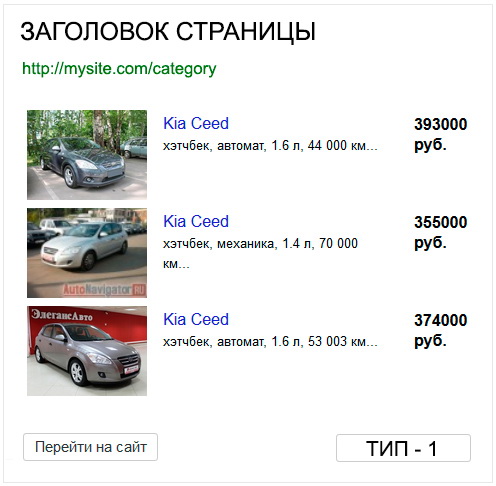 ЗАГОЛОВОК СТРАНИЦЫ
http://mysite.com/category
Kia Ceed
хэтчбек, автомат, 1.6 л, 44 000 км...
393000
руб.
Kia Ceed
хэтчбек, механика, 1.4 л, 70 000
км...
355000
руб.
AutoNavigator.RU
Kia Ceed
хэтчбек, автомат, 1.6 л, 53 003 км...
374000
руб.
ЭлегансАвто
Перейти на сайт
ТИП - 1